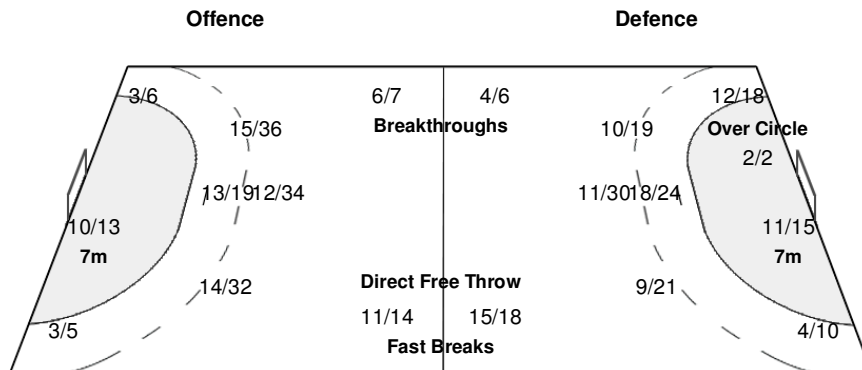 Offence Defence
3/6 6/7 4/6 12/18
15/36 Breakthroughs 10/19 Over Circle
2/2
13/19 12/34 11/30 18/24
10/13 11/15
7m 7m
14/32 Direct Free Throw 9/21
3/5 11/14 15/18 4/10
Fast Breaks